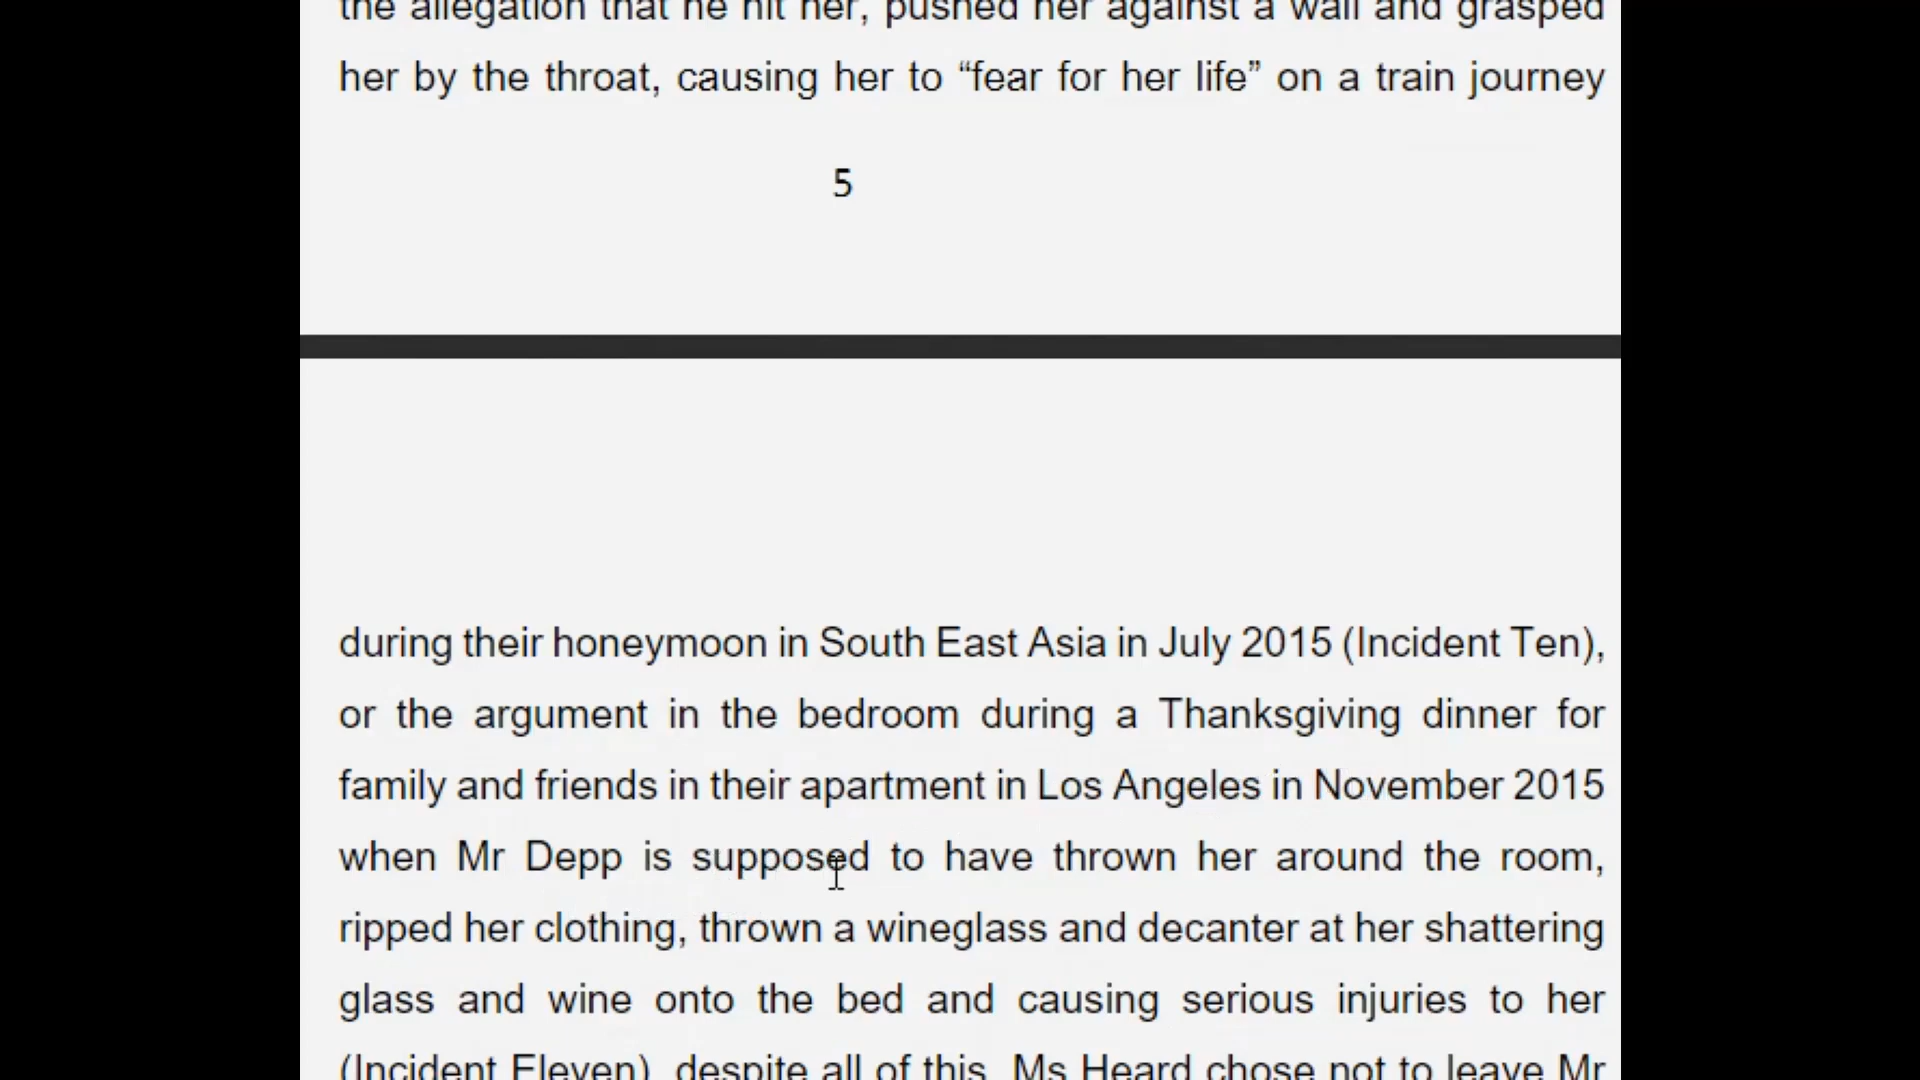 the allegation that he hit her, pushed her against a wall and grasped
her by the throat, causing her to “fear for her life” on a train journey
5
during their honeymoon in South East Asia in July 2015 (Incident Ten),
or the argument in the bedroom during a Thanksgiving dinner for
family and friends in their apartment in Los Angeles in November 2015
when Mr Depp is supposed to have thrown her around the room,
ripped her clothing, thrown a wineglass and decanter at her shattering
glass and wine onto the bed and causing serious injuries to her
(Incident Eleven), despite all of this, Ms Heard chose not to leave Mr